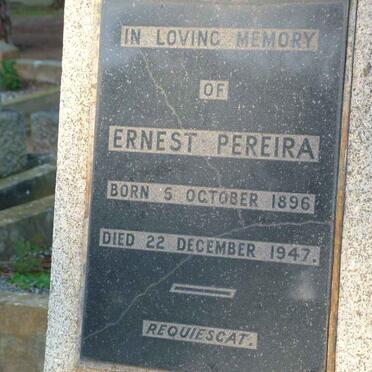 IN LOVING MEMORY
OF
ERNEST PEREIRA
BORN 5 OCTOBER 1896
DIED 22 DECEMBER 1947.
REQUIESCAT.